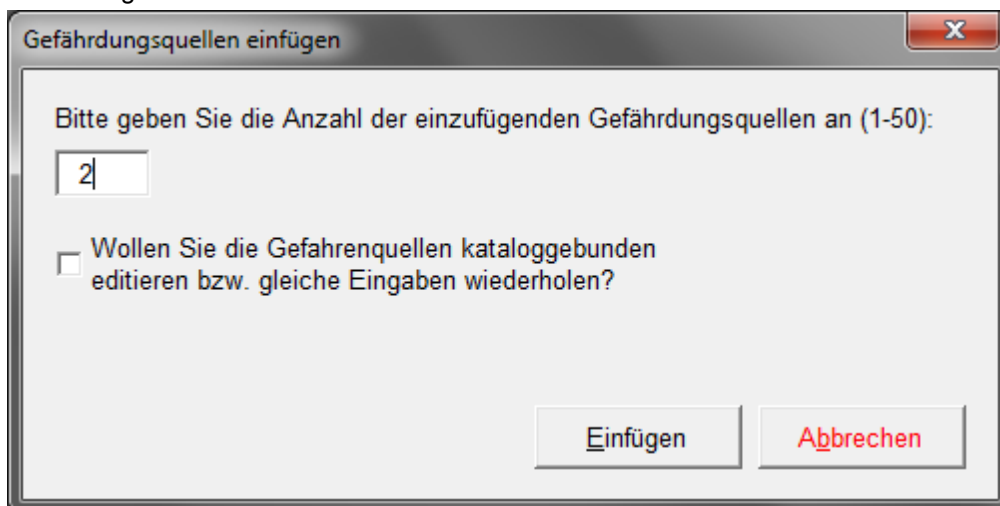 Gefährdungsquellen einfügen
Bitte geben Sie die Anzahl der einzufügenden Gefährdungsquellen an (1-50):
2
Wollen Sie die Gefahrenquellen kataloggebunden
editieren bzw. gleiche Eingaben wiederholen?
Einfügen Abbrechen